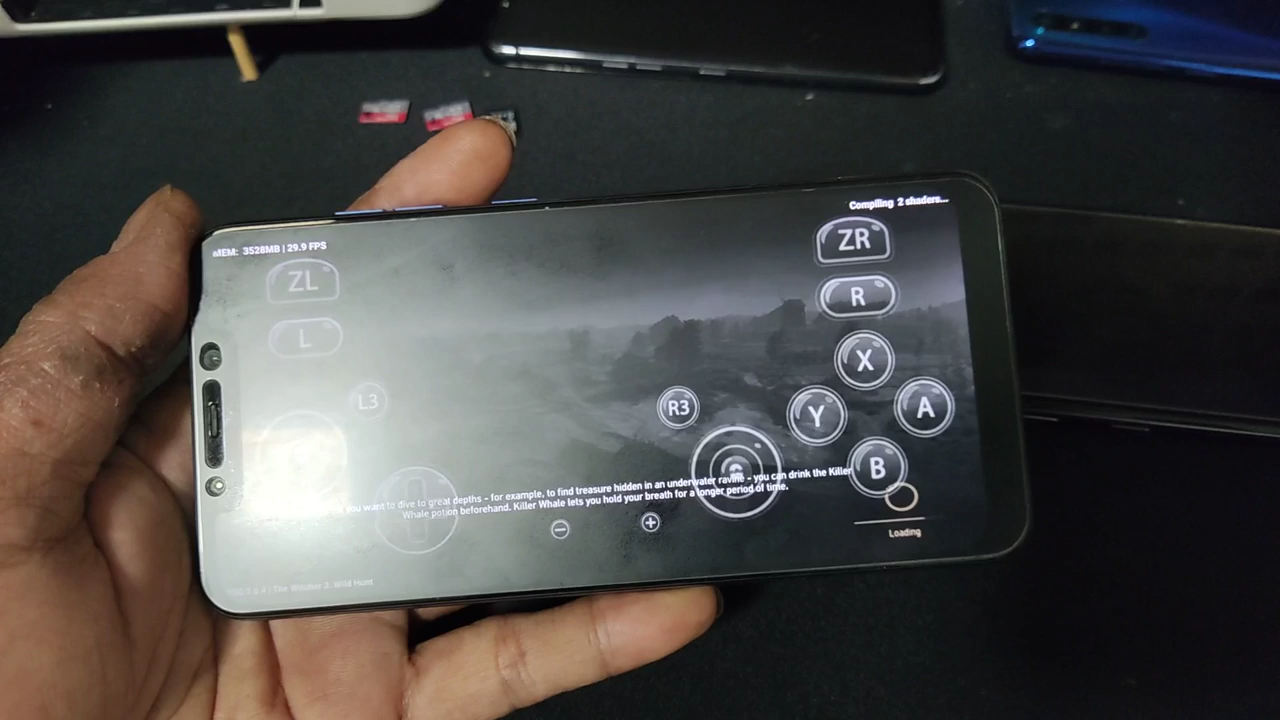 MEM: 3528MB | 29.9 FPS
Compiling 2 shaders...
ZL
ZR
L
R
X
L3
R3
Y
A
B
you want to dive to great depths - for example, to find treasure hidden in an underwater ravine - you can drink the Killer
Whale potion beforehand. Killer Whale lets you hold your breath for a longer period of time.
Loading
| The Witcher 3: Wild Hunt